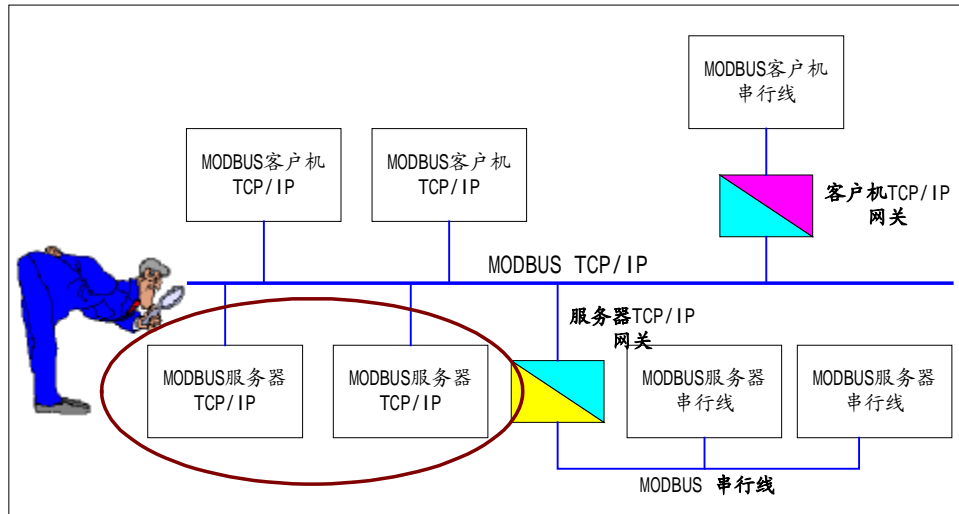 MODBUS客户机
串行线
MODBUS客户机
TCP/IP
MODBUS客户机
TCP/IP
客户机TCP/IP
网关
MODBUS TCP/IP
服务器TCP/IP
网关
MODBUS服务器
TCP/IP
MODBUS服务器
TCP/IP
MODBUS服务器
串行线
MODBUS服务器
串行线
MODBUS 串行线